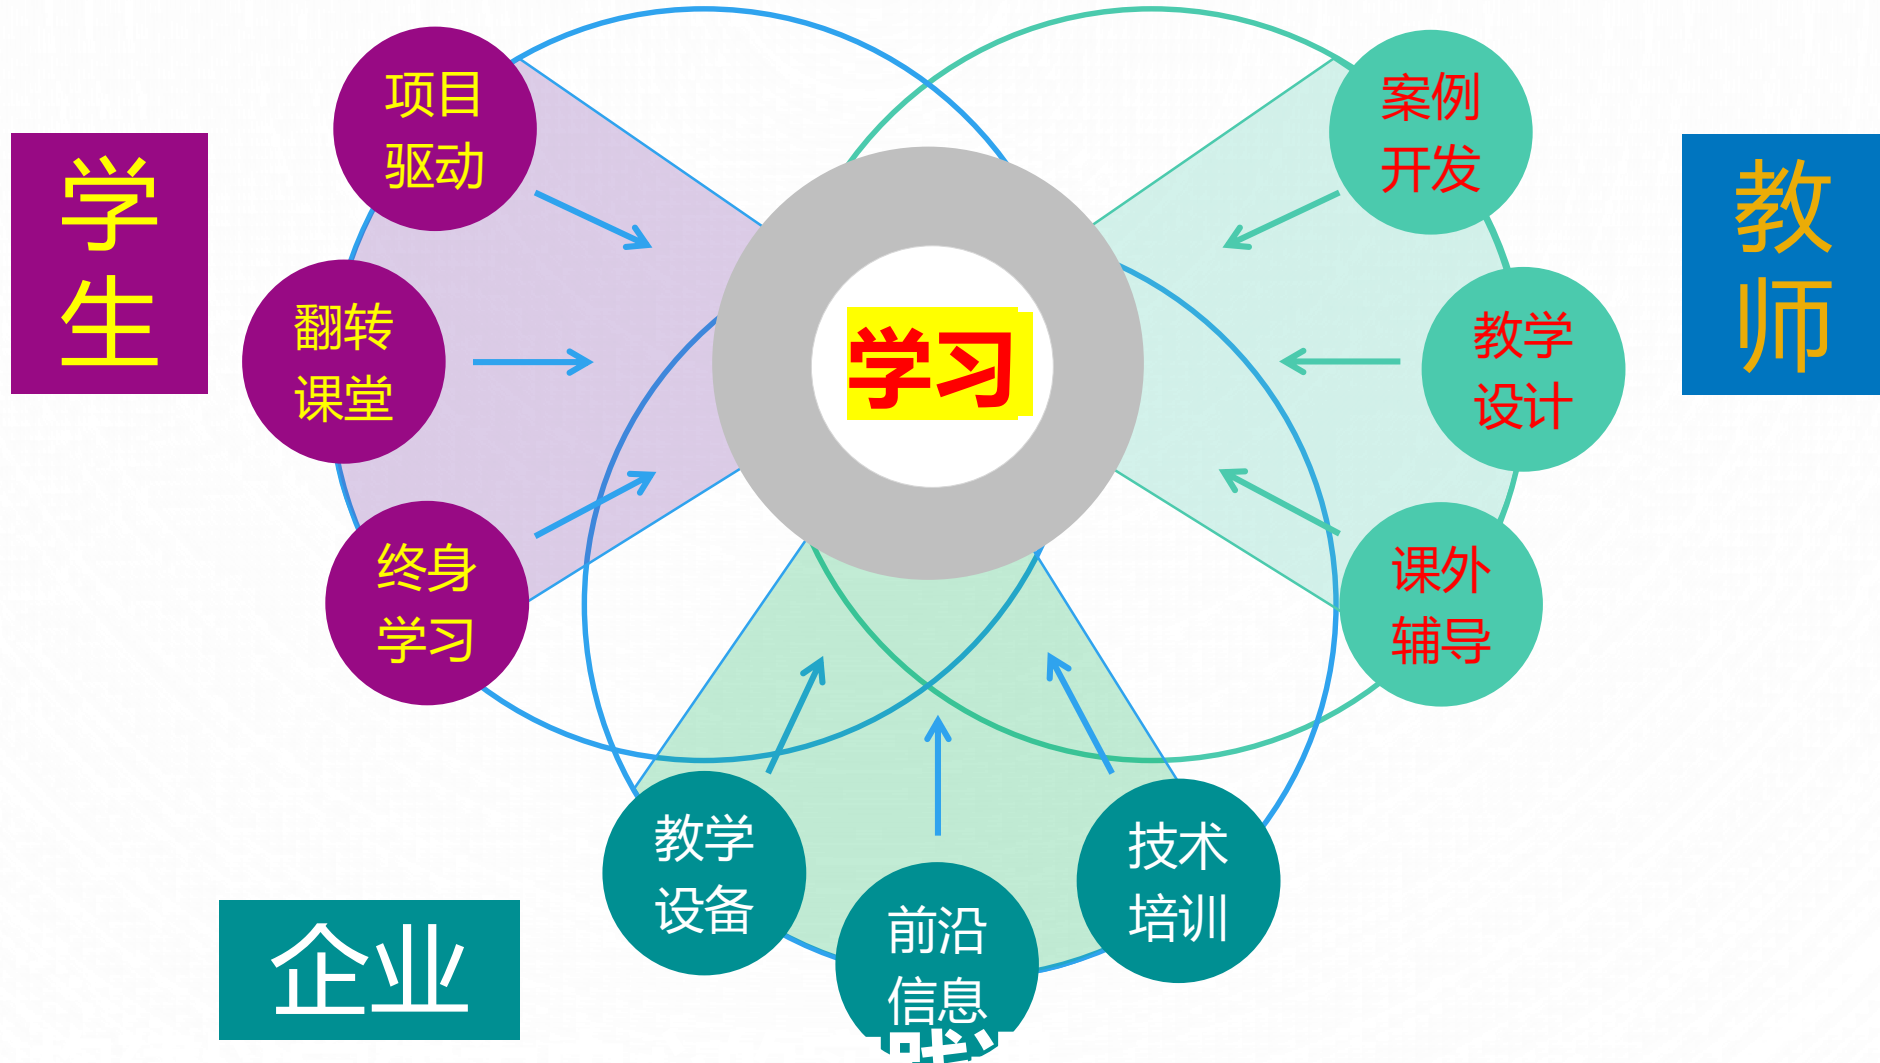 学
生
项目
驱动
翻转
课堂
终身
学习
学习
案例
开发
教学
设计
课外
辅导
教
师
教学
设备
前沿
信息
技术
培训
企业